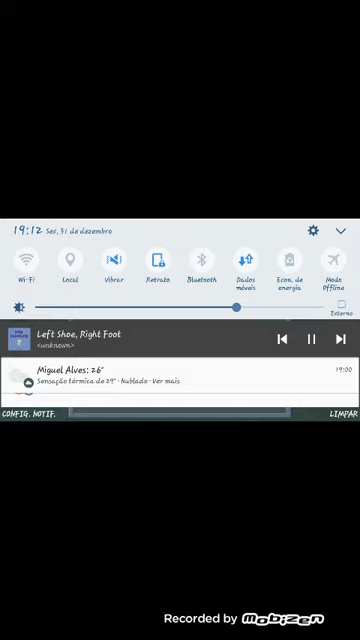 19:12 Sáb, 31 de dezembro
Wi-Fi
Local
Vibrar
Retrato
Bluetooth
Dados móveis
Econ. de energia
Modo Offline
Externo
Left Shoe, Right Foot
<unknown>
Miguel Alves: 26°
19:00
Sensação térmica de 29° · Nublado · Ver mais
CONFIG. NOTIF.
LIMPAR
Recorded by Mobizen